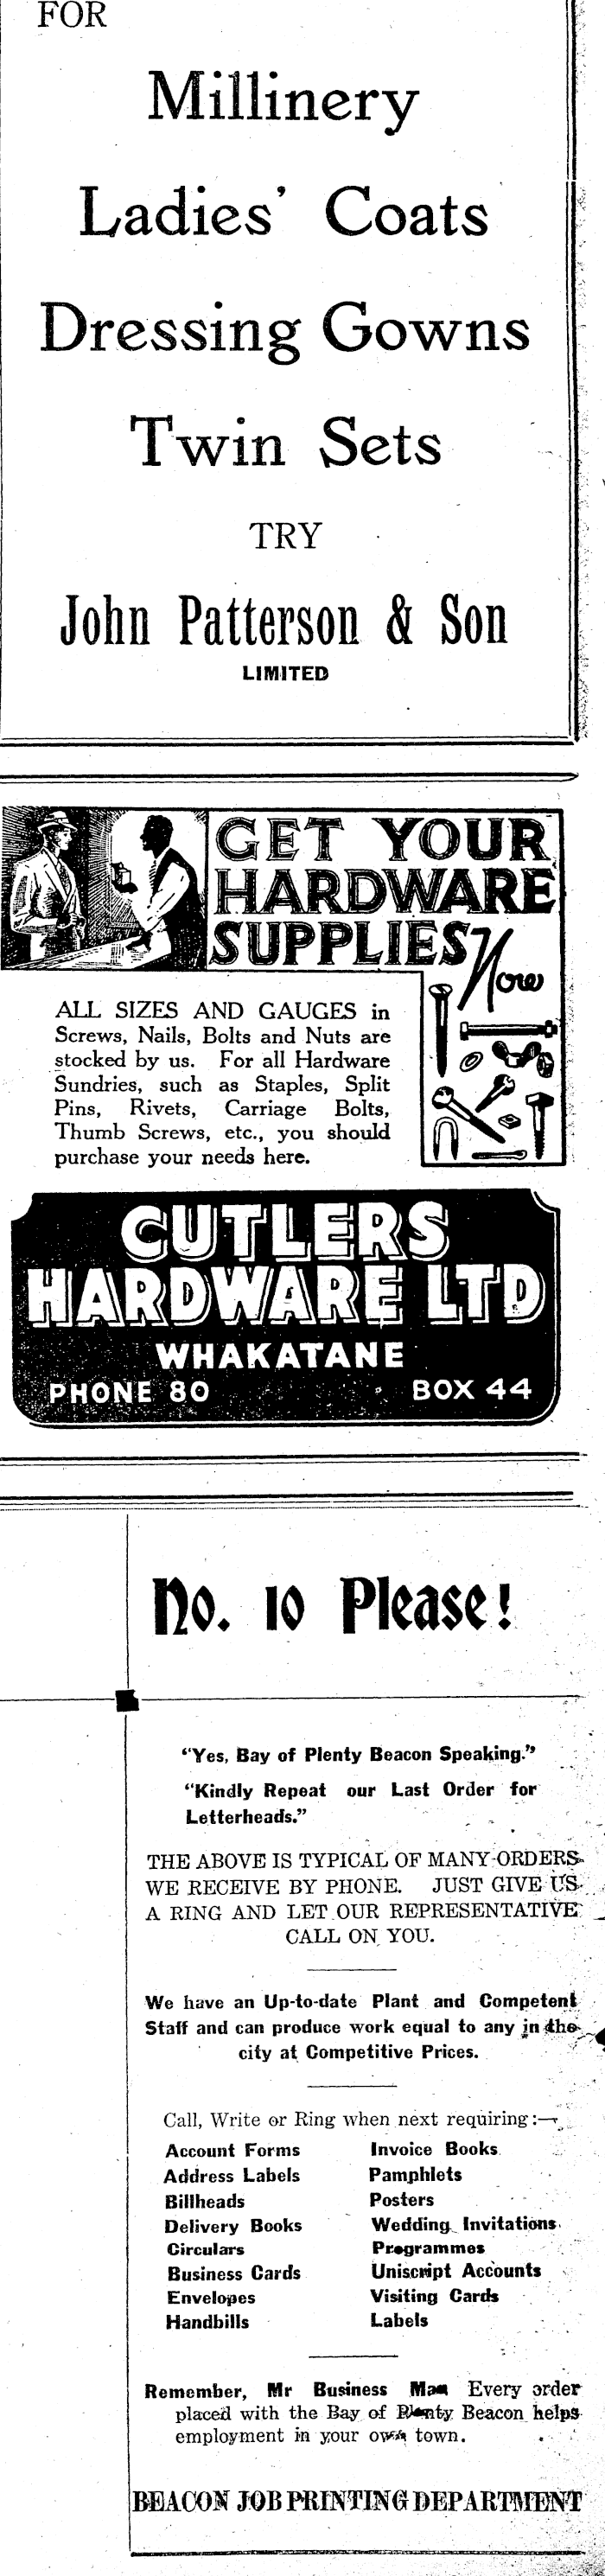 FOR
Millinery
Ladies' Coats
Dressing Gowns
Twin Sets
TRY
John Patterson & Son
LIMITED
GET YOUR
HARDWARE
SUPPLIES
Now
ALL SIZES AND GAUGES in
Screws, Nails, Bolts and Nuts are
stocked by us. For all Hardware
Sundries, such as Staples, Split
Pins, Rivets, Carriage Bolts,
Thumb Screws, etc., you should
purchase your needs here.
CUTLERS
HARDWARE LTD
WHAKATANE
PHONE 80 BOX 44
No. 10 Please!
"Yes, Bay of Plenty Beacon Speaking."
"Kindly Repeat our Last Order for
Letterheads."
THE ABOVE IS TYPICAL OF MANY ORDERS
WE RECEIVE BY PHONE. JUST GIVE US
A RING AND LET OUR REPRESENTATIVE
CALL ON YOU.
We have an Up-to-date Plant and Competent
Staff and can produce work equal to any in the
city at Competitive Prices.
Call, Write or Ring when next requiring:—
Account Forms Invoice Books
Address Labels Pamphlets
Billheads Posters
Delivery Books Wedding Invitations
Circulars Programmes
Business Cards Uniscript Accounts
Envelopes Visiting Cards
Handbills Labels
Remember, Mr Business Man Every order
placed with the Bay of Plenty Beacon helps
employment in your own town.
BEACON JOB PRINTING DEPARTMENT